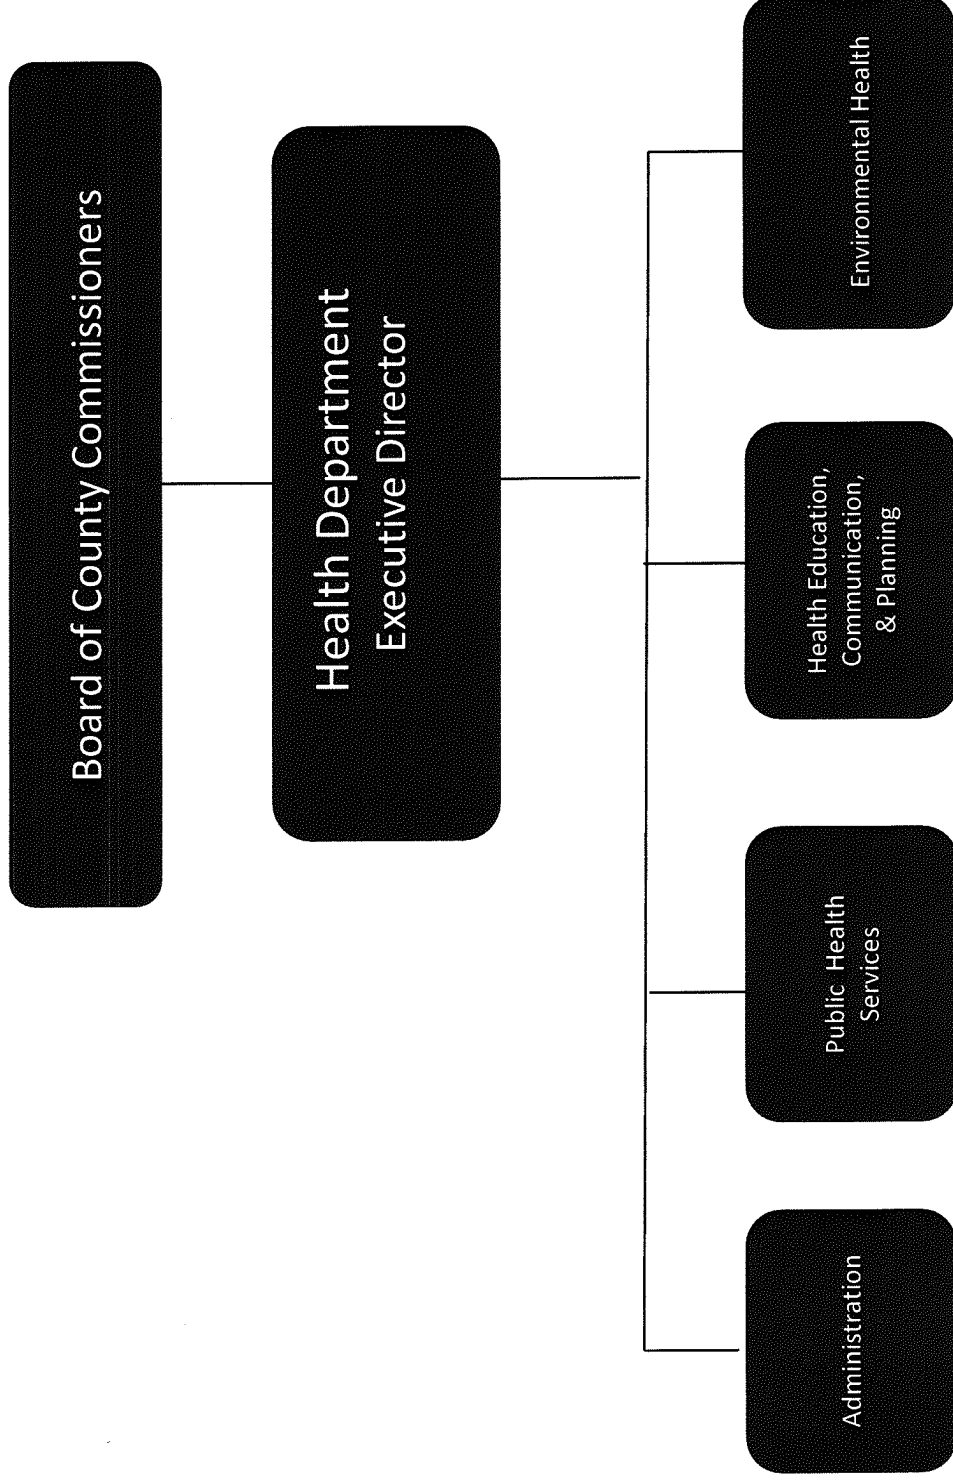 Board of County Commissioners
Health Department
Executive Director
Administration
Public Health
Services
Health Education,
Communication,
& Planning
Environmental Health